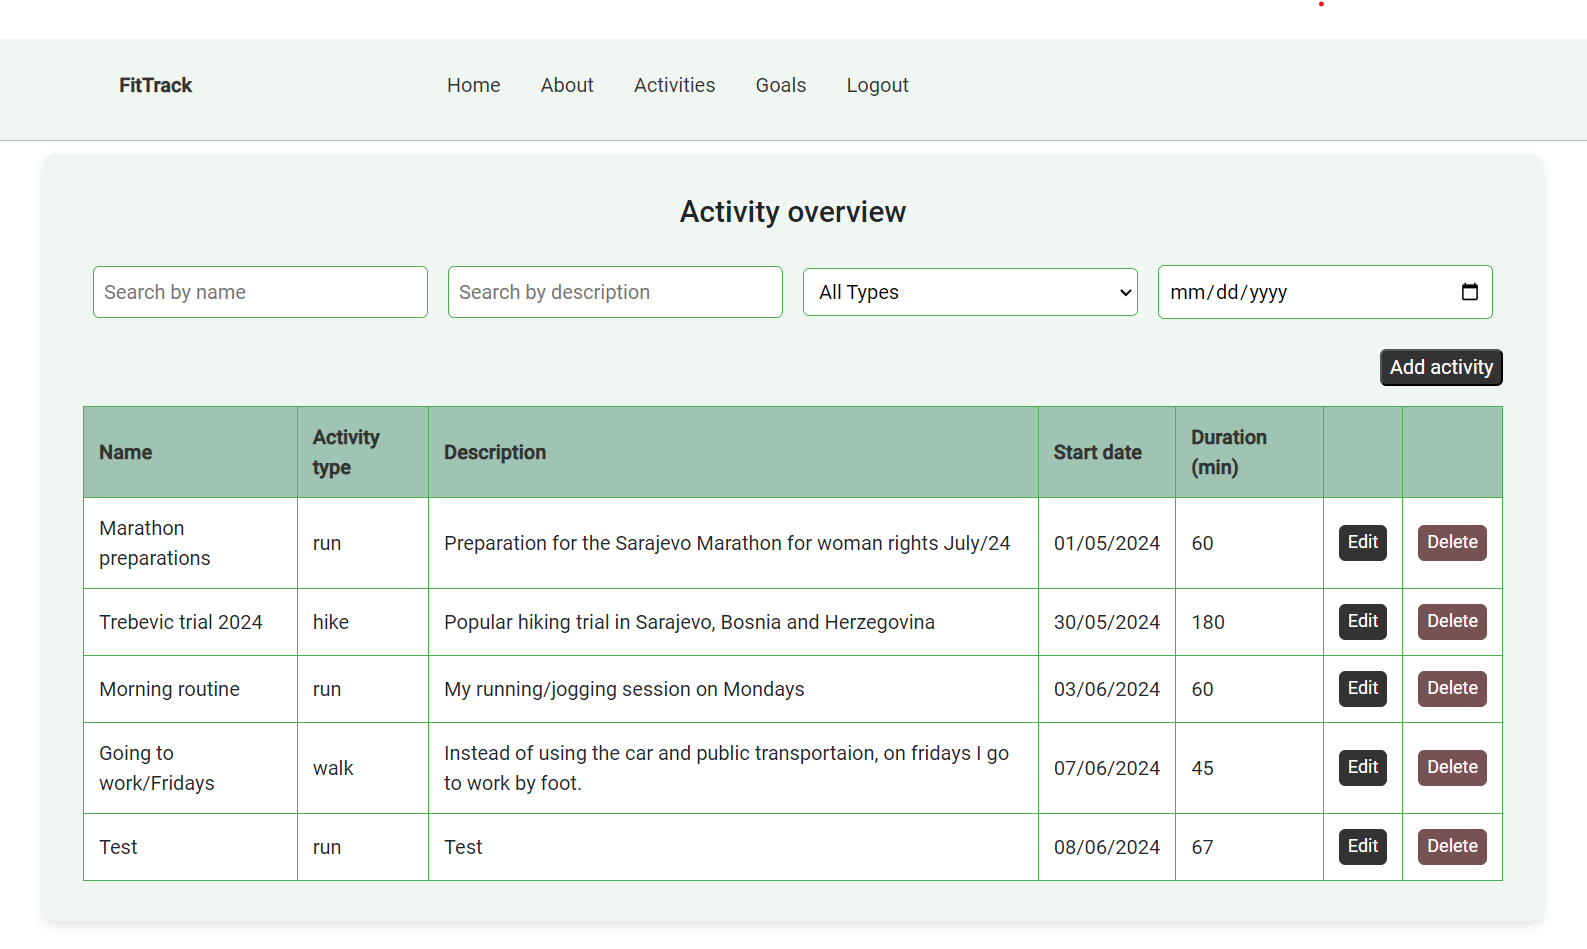 FitTrack Home About Activities Goals Logout
Activity overview
Search by name Search by description All Types mm/dd/yyyy
Add activity
Name Activity type Description Start date Duration (min)
Marathon preparations run Preparation for the Sarajevo Marathon for woman rights July/24 01/05/2024 60 Edit Delete
Trebevic trial 2024 hike Popular hiking trial in Sarajevo, Bosnia and Herzegovina 30/05/2024 180 Edit Delete
Morning routine run My running/jogging session on Mondays 03/06/2024 60 Edit Delete
Going to work/Fridays walk Instead of using the car and public transportaion, on fridays I go to work by foot. 07/06/2024 45 Edit Delete
Test run Test 08/06/2024 67 Edit Delete